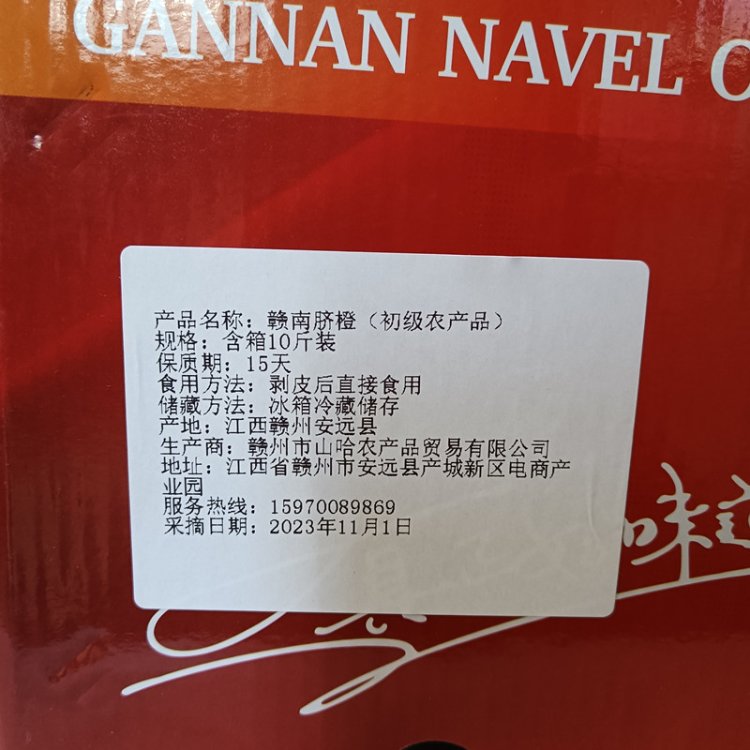 GANNAN NAVEL
产品名称：赣南脐橙（初级农产品）
规格：含箱10斤装
保质期：15天
食用方法：剥皮后直接食用
储藏方法：冰箱冷藏储存
产地：江西赣州安远县
生产商：赣州市山哈农产品贸易有限公司
地址：江西省赣州市安远县产城新区电商产
业园
服务热线：15970089869
采摘日期：2023年11月1日
味